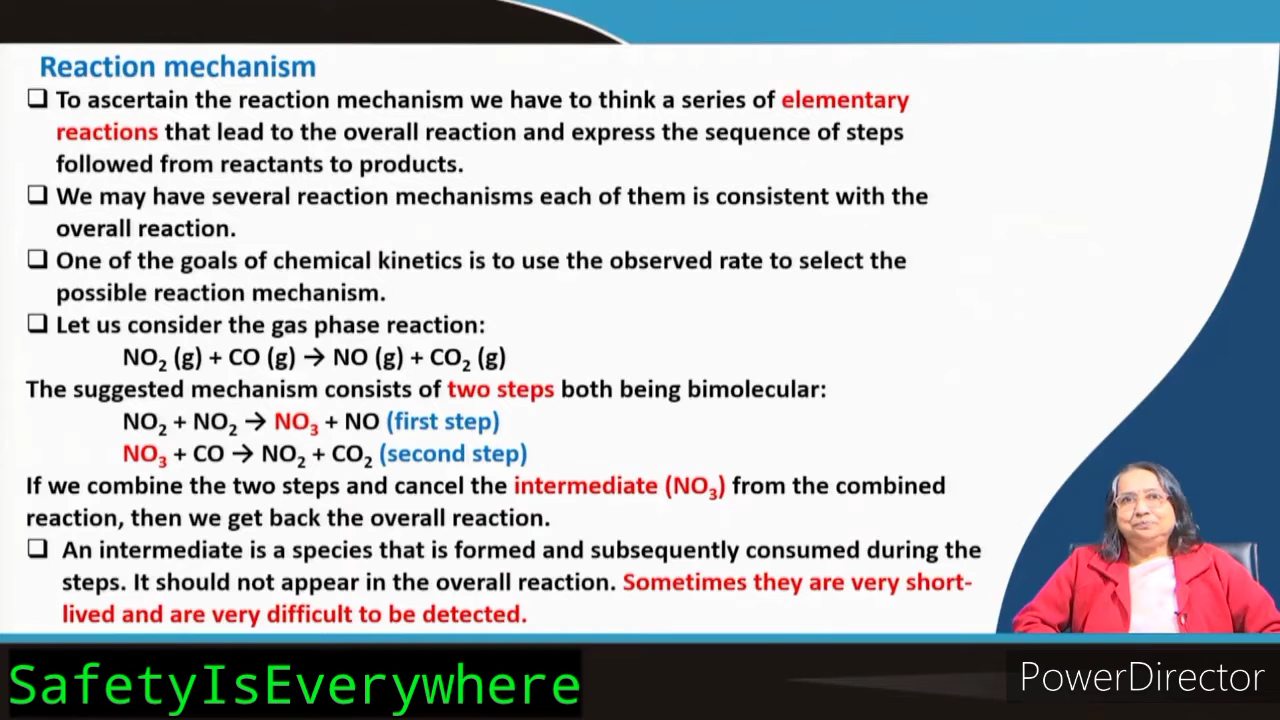 Reaction mechanism
❑ To ascertain the reaction mechanism we have to think a series of elementary
reactions that lead to the overall reaction and express the sequence of steps
followed from reactants to products.
❑ We may have several reaction mechanisms each of them is consistent with the
overall reaction.
❑ One of the goals of chemical kinetics is to use the observed rate to select the
possible reaction mechanism.
❑ Let us consider the gas phase reaction:
NO₂ (g) + CO (g) → NO (g) + CO₂ (g)
The suggested mechanism consists of two steps both being bimolecular:
NO₂ + NO₂ → NO₃ + NO (first step)
NO₃ + CO → NO₂ + CO₂ (second step)
If we combine the two steps and cancel the intermediate (NO₃) from the combined
reaction, then we get back the overall reaction.
❑ An intermediate is a species that is formed and subsequently consumed during the
steps. It should not appear in the overall reaction. Sometimes they are very short-
lived and are very difficult to be detected.
SafetyIsEverywhere
PowerDirector